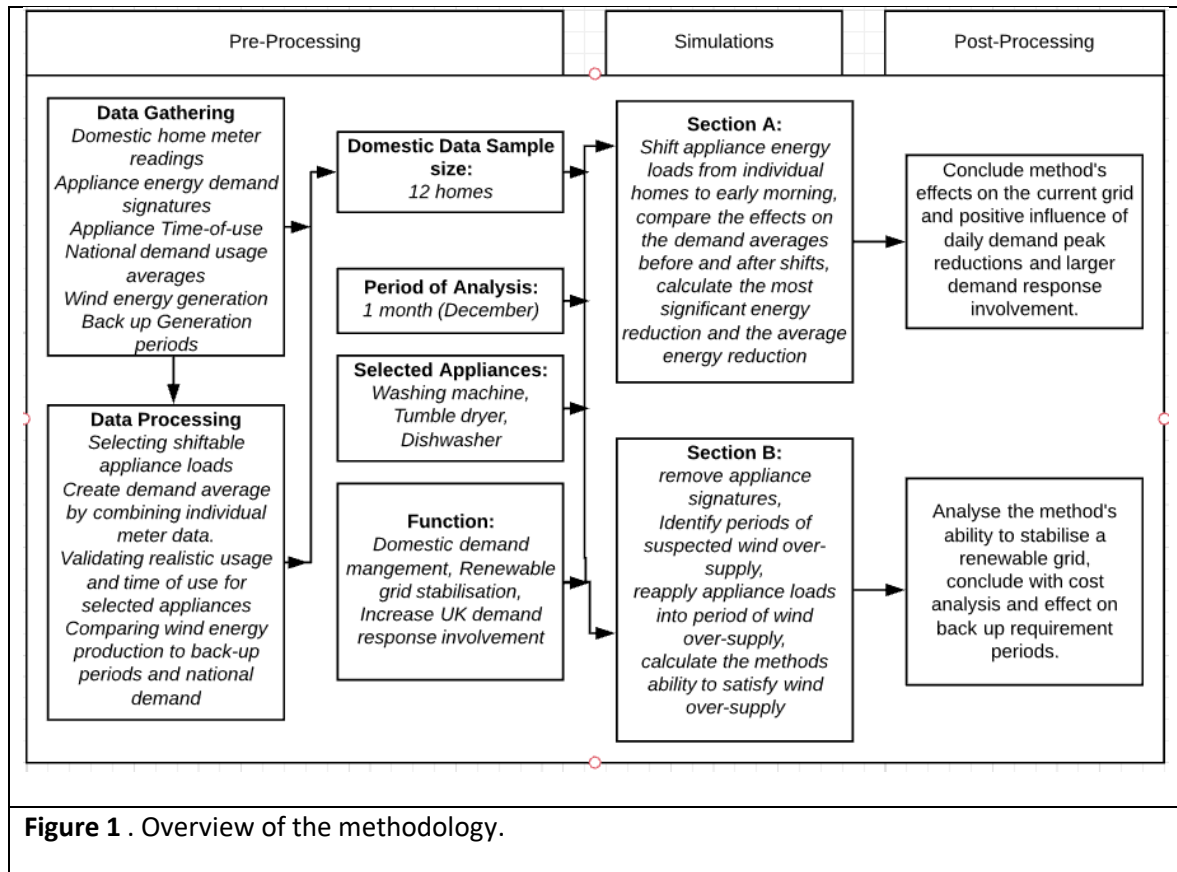 Pre-Processing
Simulations
Post-Processing
Data Gathering
Domestic home meter
readings
Appliance energy demand
signatures
Appliance Time-of-use
National demand usage
averages
Wind energy generation
Back up Generation
periods
Data Processing
Selecting shiftable
appliance loads
Create demand average
by combining individual
meter data.
Validating realistic usage
and time of use for
selected appliances
Comparing wind energy
production to back-up
periods and national
demand
Domestic Data Sample
size:
12 homes
Period of Analysis:
1 month (December)
Selected Appliances:
Washing machine,
Tumble dryer,
Dishwasher
Function:
Domestic demand
mangement, Renewable
grid stabilisation,
Increase UK demand
response involvement
Section A:
Shift appliance energy
loads from individual
homes to early morning,
compare the effects on
the demand averages
before and after shifts,
calculate the most
significant energy
reduction and the average
energy reduction
Section B:
remove appliance
signatures,
Identify periods of
suspected wind over-
supply,
reapply appliance loads
into period of wind
over-supply,
calculate the methods
ability to satisfy wind
over-supply
Conclude method's
effects on the current grid
and positive influence of
daily demand peak
reductions and larger
demand response
involvement.
Analyse the method's
ability to stabilise a
renewable grid,
conclude with cost
analysis and effect on
back up requirement
periods.
Figure 1 . Overview of the methodology.